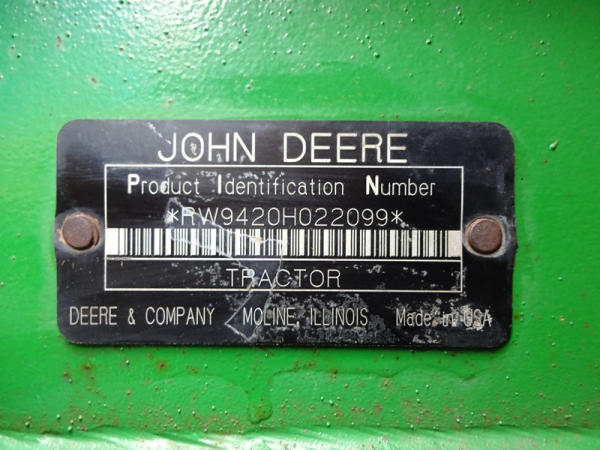 JOHN DEERE
Product Identification Number
*RW9420H022099*
TRACTOR
DEERE & COMPANY MOLINE, ILLINOIS Made in USA